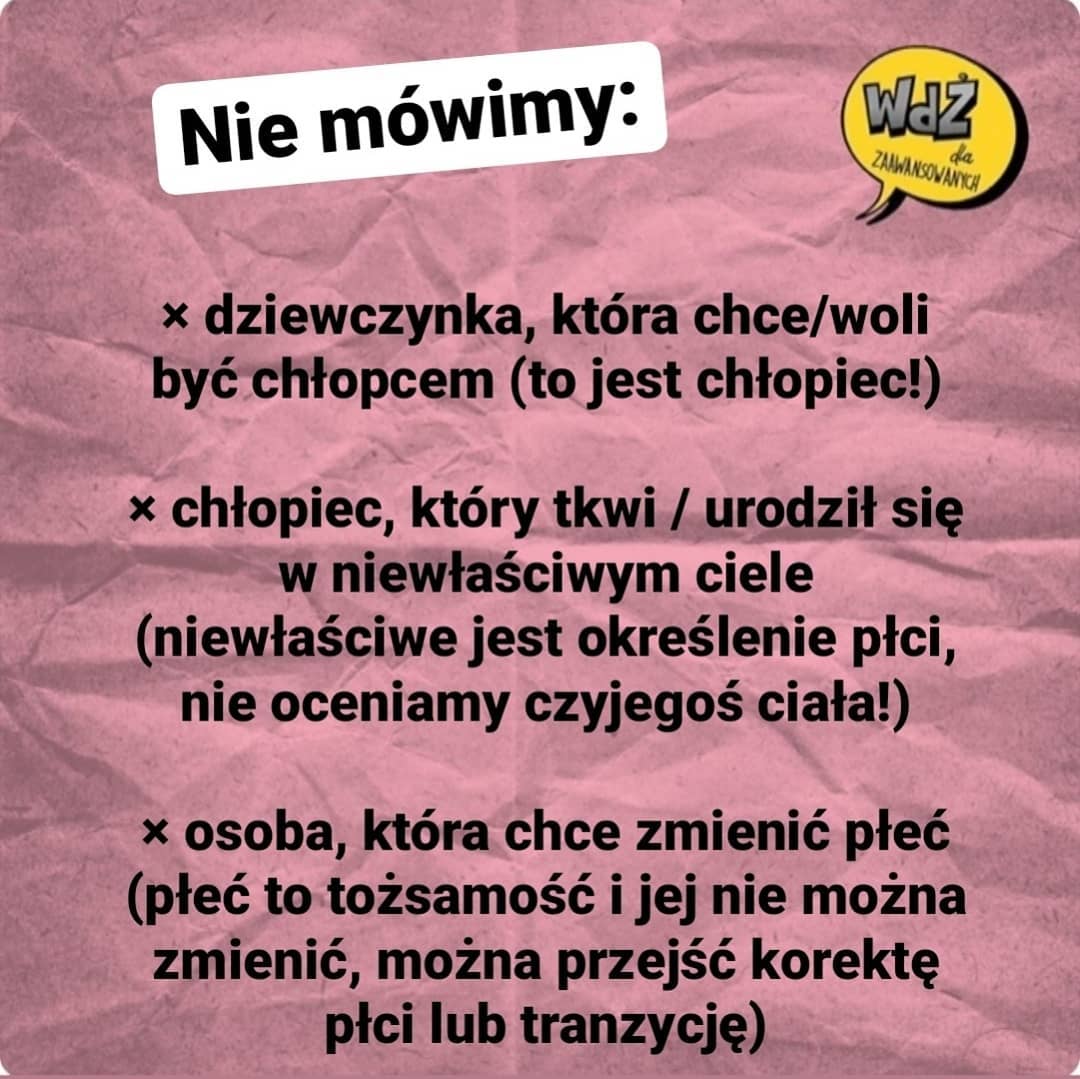 Nie mówimy:
WdŻ
dla
ZAAWANSOWANYCH
× dziewczynka, która chce/woli
być chłopcem (to jest chłopiec!)
× chłopiec, który tkwi / urodził się
w niewłaściwym ciele
(niewłaściwe jest określenie płci,
nie oceniamy czyjegoś ciała!)
× osoba, która chce zmienić płeć
(płeć to tożsamość i jej nie można
zmienić, można przejść korektę
płci lub tranzycję)